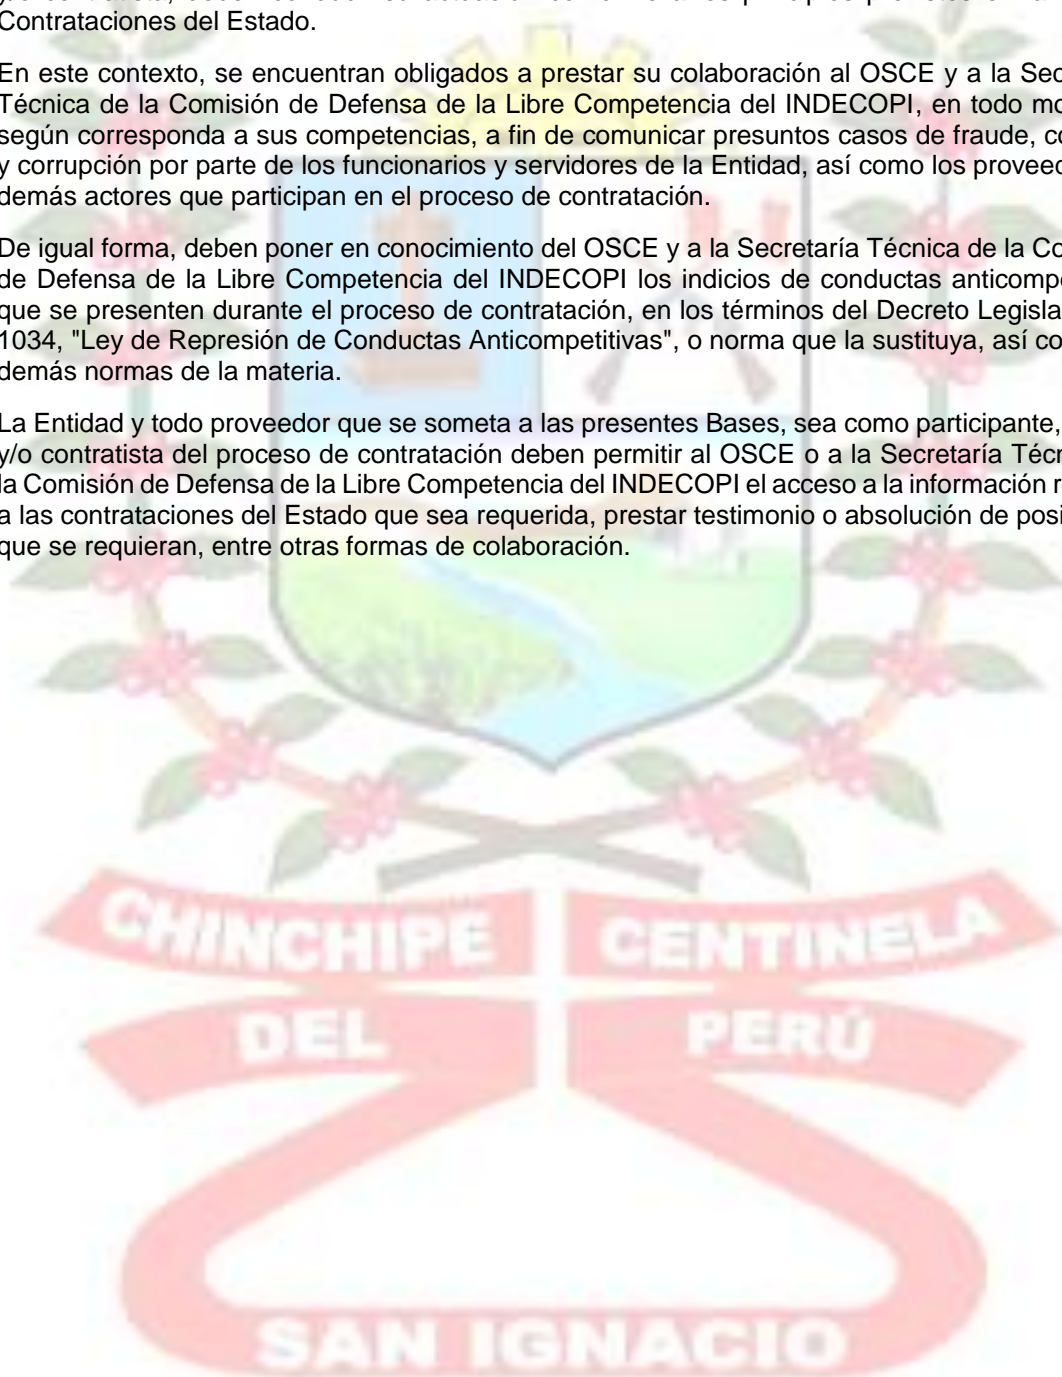 Contrataciones del Estado.
En este contexto, se encuentran obligados a prestar su colaboración al OSCE y a la Sec
Técnica de la Comisión de Defensa de la Libre Competencia del INDECOPI, en todo mo
según corresponda a sus competencias, a fin de comunicar presuntos casos de fraude, co
y corrupción por parte de los funcionarios y servidores de la Entidad, así como los proveed
demás actores que participan en el proceso de contratación.
De igual forma, deben poner en conocimiento del OSCE y a la Secretaría Técnica de la Co
de Defensa de la Libre Competencia del INDECOPI los indicios de conductas anticompe
que se presenten durante el proceso de contratación, en los términos del Decreto Legisla
1034, "Ley de Represión de Conductas Anticompetitivas", o norma que la sustituya, así co
demás normas de la materia.
La Entidad y todo proveedor que se someta a las presentes Bases, sea como participante,
y/o contratista del proceso de contratación deben permitir al OSCE o a la Secretaría Técn
la Comisión de Defensa de la Libre Competencia del INDECOPI el acceso a la información r
a las contrataciones del Estado que sea requerida, prestar testimonio o absolución de posi
que se requieran, entre otras formas de colaboración.
CHINCHIPE CENTINELA
DEL PERÚ
SAN IGNACIO